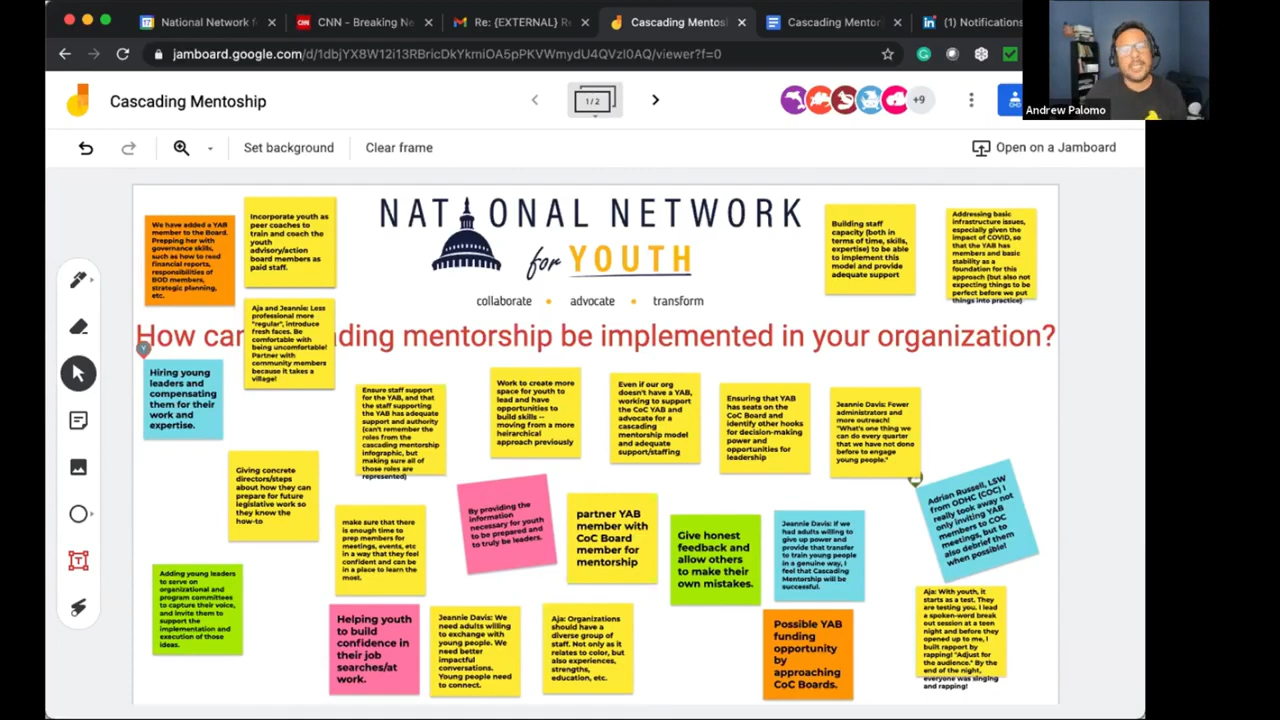 National Network f
CNN - Breaking Ne
Re: {EXTERNAL} R
Cascading Mentosh
Cascading Mentor
(1) Notifications
jamboard.google.com/d/1dbjYX8W12i13RBricDkYkmiOA5pPKVWmydU4QVzl0AQ/viewer?f=0
Andrew Palomo
Cascading Mentoship
1/2
+9
Set background
Clear frame
Open on a Jamboard
We have added a YAB
member to the Board.
Prepping her with
governance skills,
such as how to read
financial reports,
responsibilities of
BOD members,
strategic planning,
etc.
Incorporate youth as
peer coaches to
train and coach the
youth
advisory/action
board members as
paid staff.
NATIONAL NETWORK
for YOUTH
collaborate • advocate • transform
Building staff
capacity (both in
terms of time, skills,
expertise) to be able
to implement this
model and provide
adequate support
Addressing basic
infrastructure issues,
especially given the
impact of COVID, so
that the YAB has
members and basic
stability as a
foundation for this
approach (but also not
expecting things to be
perfect before we put
things into practice)
How can ding mentorship be implemented in your organization?
Aja and Jeannie: Less
professional more
"regular", introduce
fresh faces. Be
comfortable with
being uncomfortable!
Partner with
community members
because it takes a
village!
Hiring young
leaders and
compensating
them for their
work and
expertise.
Ensure staff support
for the YAB, and that
the staff supporting
the YAB has adequate
support and authority
(can't remember the
roles from the
cascading mentorship
infographic, but
making sure all of
those roles are
represented)
Work to create more
space for youth to
lead and have
opportunities to
build skills --
moving from a more
heirarchical
approach previously
Even if our org
doesn't have a YAB,
working to support
the CoC YAB and
advocate for a
cascading
mentorship model
and adequate
support/staffing
Ensuring that YAB
has seats on the
CoC Board and
identify other hooks
for decision-making
power and
opportunities for
leadership
Jeannie Davis: Fewer
administrators and
more outreach!
"What's one thing we
can do every quarter
that we have not done
before to engage
young people."
Giving concrete
directors/steps
about how they can
prepare for future
legislative work so
they know the
how-to
make sure that there
is enough time to
prep members for
meetings, events, etc
in a way that they feel
confident and can be
in a place to learn the
most.
By providing the
information
necessary for youth
to be prepared and
to truly be leaders.
partner YAB
member with
CoC Board
member for
mentorship
Give honest
feedback and
allow others
to make their
own mistakes.
Jeannie Davis: If we
had adults willing to
give up power and
provide that transfer
to train young people
in a genuine way, I
feel that Cascading
Mentorship will be
successful.
Adrian Russell, LSW
from ODHC (COC) I
really took away not
only inviting YAB
members to COC
meetings, but to
also debrief them
when possible!
Adding young leaders
to serve on
organizational and
program committees
to capture their voice,
and invite them to
support the
implementation and
execution of those
ideas.
Helping youth
to build
confidence in
their job
searches/at
work.
Jeannie Davis: We
need adults willing
to exchange with
young people. We
need better
impactful
conversations.
Young people need
to connect.
Aja: Organizations
should have a
diverse group of
staff. Not only as it
relates to color, but
also experiences,
strengths,
education, etc.
Possible YAB
funding
opportunity
by
approaching
CoC Boards.
Aja: With youth, it
starts as a test. They
are testing you. I lead
a spoken-word break
out session at a teen
night and before they
opened up to me, I
built rapport by
rapping! "Adjust for
the audience." By the
end of the night,
everyone was singing
and rapping!